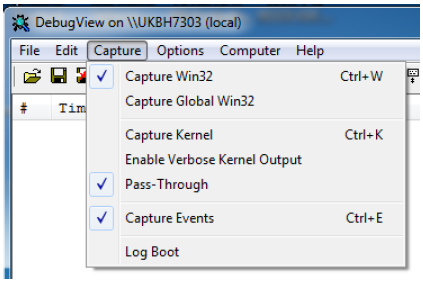 DebugView on \\UKBH7303 (local)
File Edit Capture Options Computer Help
# Tim
Capture Win32 Ctrl+W
Capture Global Win32
Capture Kernel Ctrl+K
Enable Verbose Kernel Output
Pass-Through
Capture Events Ctrl+E
Log Boot